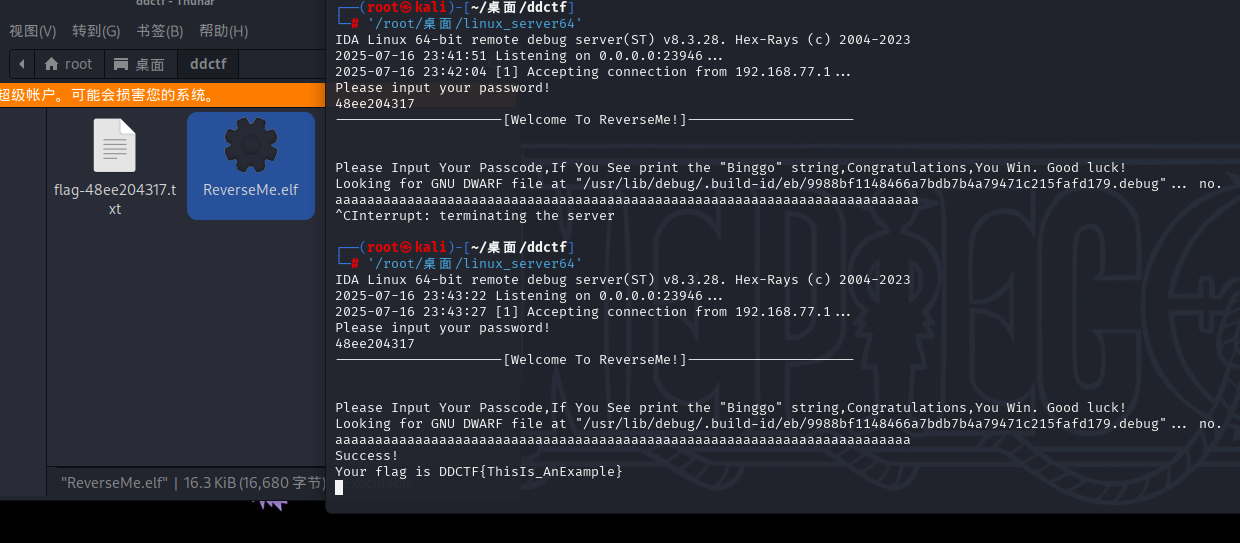 ddctf - Thunar
视图(V) 转到(G) 书签(B) 帮助(H)
root 桌面 ddctf
超级帐户。可能会损害您的系统。
flag-48ee204317.t
xt
ReverseMe.elf
"ReverseMe.elf" | 16.3 KiB (16,680 字节)
┌──(root㉿kali)-[~/桌面/ddctf]
└─# '/root/桌面/linux_server64'
IDA Linux 64-bit remote debug server(ST) v8.3.28. Hex-Rays (c) 2004-2023
2025-07-16 23:41:51 Listening on 0.0.0.0:23946...
2025-07-16 23:42:04 [1] Accepting connection from 192.168.77.1...
Please input your password!
48ee204317
---------------------[Welcome To ReverseMe!]---------------------
Please Input Your Passcode,If You See print the "Binggo" string,Congratulations,You Win. Good luck!
Looking for GNU DWARF file at "/usr/lib/debug/.build-id/eb/9988bf1148466a7bdb7b4a79471c215fafd179.debug"... no.
aaaaaaaaaaaaaaaaaaaaaaaaaaaaaaaaaaaaaaaaaaaaaaaaaaaaaaaaaaaaaaaaaaaaaaaaa
^CInterrupt: terminating the server
┌──(root㉿kali)-[~/桌面/ddctf]
└─# '/root/桌面/linux_server64'
IDA Linux 64-bit remote debug server(ST) v8.3.28. Hex-Rays (c) 2004-2023
2025-07-16 23:43:22 Listening on 0.0.0.0:23946...
2025-07-16 23:43:27 [1] Accepting connection from 192.168.77.1...
Please input your password!
48ee204317
---------------------[Welcome To ReverseMe!]---------------------
Please Input Your Passcode,If You See print the "Binggo" string,Congratulations,You Win. Good luck!
Looking for GNU DWARF file at "/usr/lib/debug/.build-id/eb/9988bf1148466a7bdb7b4a79471c215fafd179.debug"... no.
aaaaaaaaaaaaaaaaaaaaaaaaaaaaaaaaaaaaaaaaaaaaaaaaaaaaaaaaaaaaaaaaaaaaaaaa
Success!
Your flag is DDCTF{ThisIs_AnExample}